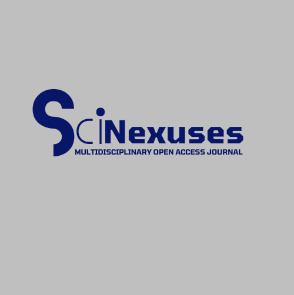 SciNexuses
MULTIDISCIPLINARY OPEN ACCESS JOURNAL